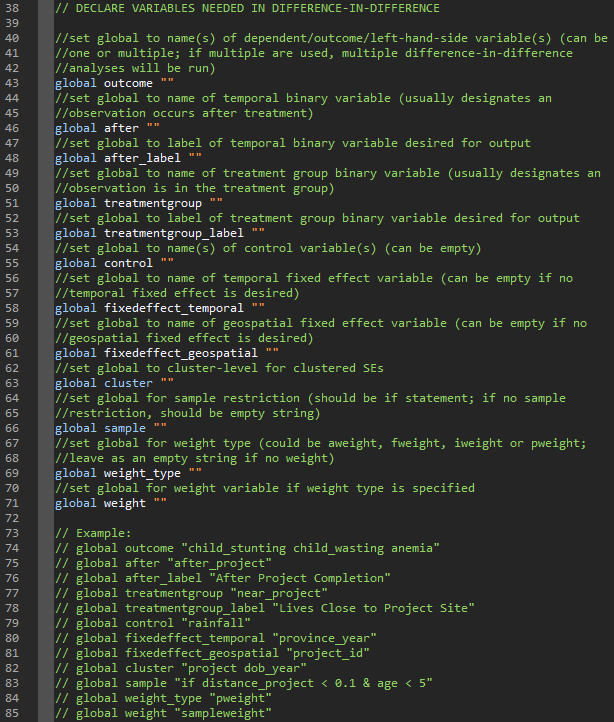 38 // DECLARE VARIABLES NEEDED IN DIFFERENCE-IN-DIFFERENCE
39
40 //set global to name(s) of dependent/outcome/left-hand-side variable(s) (can be
41 //one or multiple; if multiple are used, multiple difference-in-difference
42 //analyses will be run)
43 global outcome ""
44 //set global to name of temporal binary variable (usually designates an
45 //observation occurs after treatment)
46 global after ""
47 //set global to label of temporal binary variable desired for output
48 global after_label ""
49 //set global to name of treatment group binary variable (usually designates an
50 //observation is in the treatment group)
51 global treatmentgroup ""
52 //set global to label of treatment group binary variable desired for output
53 global treatmentgroup_label ""
54 //set global to name(s) of control variable(s) (can be empty)
55 global control ""
56 //set global to name of temporal fixed effect variable (can be empty if no
57 //temporal fixed effect is desired)
58 global fixedeffect_temporal ""
59 //set global to name of geospatial fixed effect variable (can be empty if no
60 //geospatial fixed effect is desired)
61 global fixedeffect_geospatial ""
62 //set global to cluster-level for clustered SEs
63 global cluster ""
64 //set global for sample restriction (should be if statement; if no sample
65 //restriction, should be empty string)
66 global sample ""
67 //set global for weight type (could be aweight, fweight, iweight or pweight;
68 //leave as an empty string if no weight)
69 global weight_type ""
70 //set global for weight variable if weight type is specified
71 global weight ""
72
73 // Example:
74 // global outcome "child_stunting child_wasting anemia"
75 // global after "after_project"
76 // global after_label "After Project Completion"
77 // global treatmentgroup "near_project"
78 // global treatmentgroup_label "Lives Close to Project Site"
79 // global control "rainfall"
80 // global fixedeffect_temporal "province_year"
81 // global fixedeffect_geospatial "project_id"
82 // global cluster "project dob_year"
83 // global sample "if distance_project < 0.1 & age < 5"
84 // global weight_type "pweight"
85 // global weight "sampleweight"